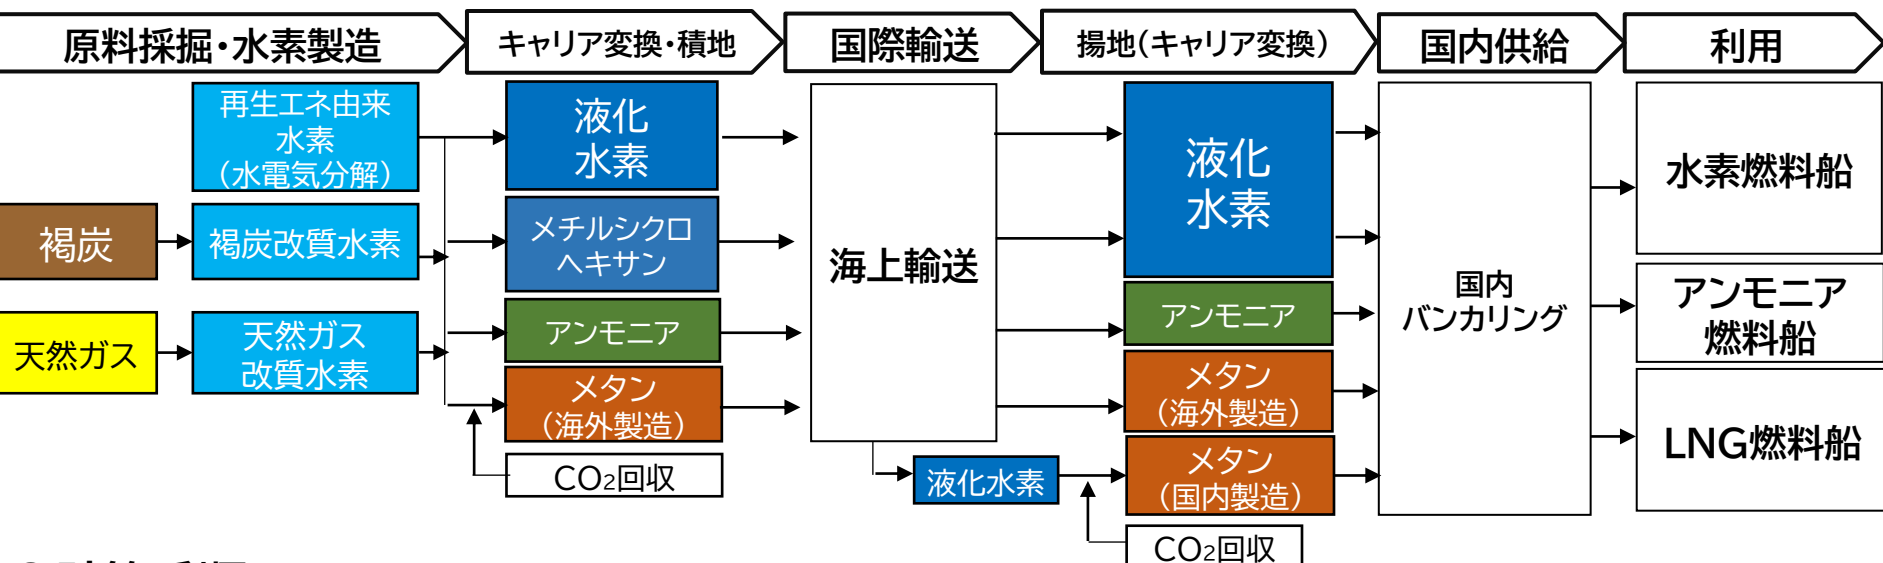 原料採掘・水素製造
キャリア変換・積地
国際輸送
揚地(キャリア変換)
国内供給
利用
再生エネ由来
水素
(水電気分解)
褐炭
褐炭改質水素
天然ガス
天然ガス
改質水素
液化
水素
メチルシクロ
ヘキサン
アンモニア
メタン
(海外製造)
CO2回収
海上輸送
液化水素
液化
水素
アンモニア
メタン
(海外製造)
メタン
(国内製造)
CO2回収
国内
バンカリング
水素燃料船
アンモニア
燃料船
LNG燃料船